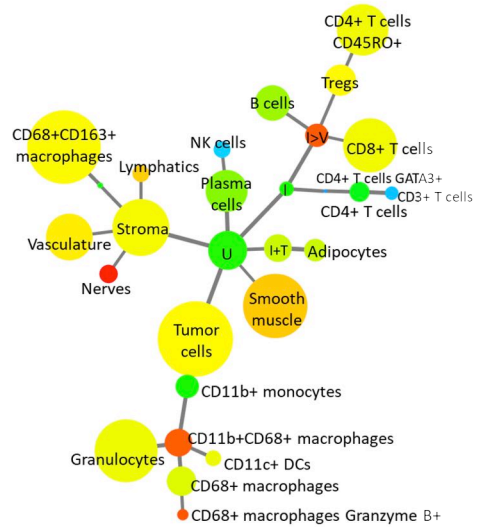 CD4+ T cells
CD45RO+
Tregs
B cells
I>V
CD8+ T cells
NK cells
CD68+CD163+
macrophages
Lymphatics
Plasma
cells
I
CD4+ T cells GATA3+
CD3+ T cells
CD4+ T cells
Stroma
Vasculature
U
I+T
Adipocytes
Nerves
Smooth
muscle
Tumor
cells
CD11b+ monocytes
CD11b+CD68+ macrophages
Granulocytes
CD11c+ DCs
CD68+ macrophages
CD68+ macrophages Granzyme B+